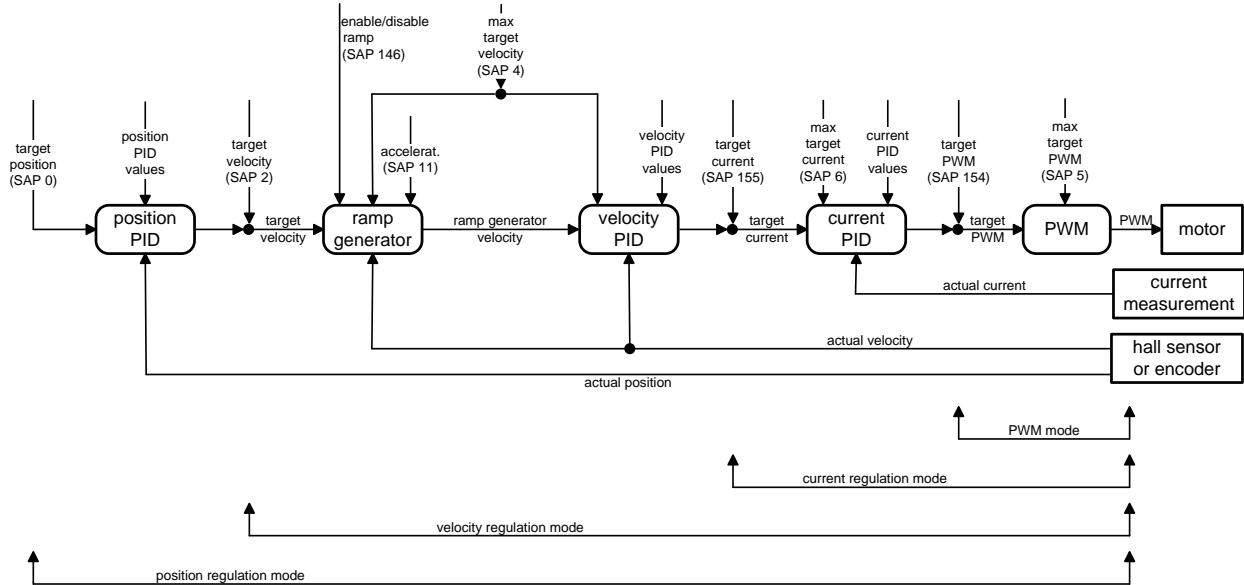 enable/disable
ramp
(SAP 146)
max
target
velocity
(SAP 4)
target
position
(SAP 0)
position
PID
values
target
velocity
(SAP 2)
accelerat.
(SAP 11)
velocity
PID
values
target
current
(SAP 155)
max
target
current
(SAP 6)
current
PID
values
target
PWM
(SAP 154)
max
target
PWM
(SAP 5)
position
PID
target
velocity
ramp
generator
ramp generator
velocity
velocity
PID
target
current
current
PID
target
PWM
PWM
PWM
motor
actual current
current
measurement
actual velocity
hall sensor
or encoder
actual position
PWM mode
current regulation mode
velocity regulation mode
position regulation mode